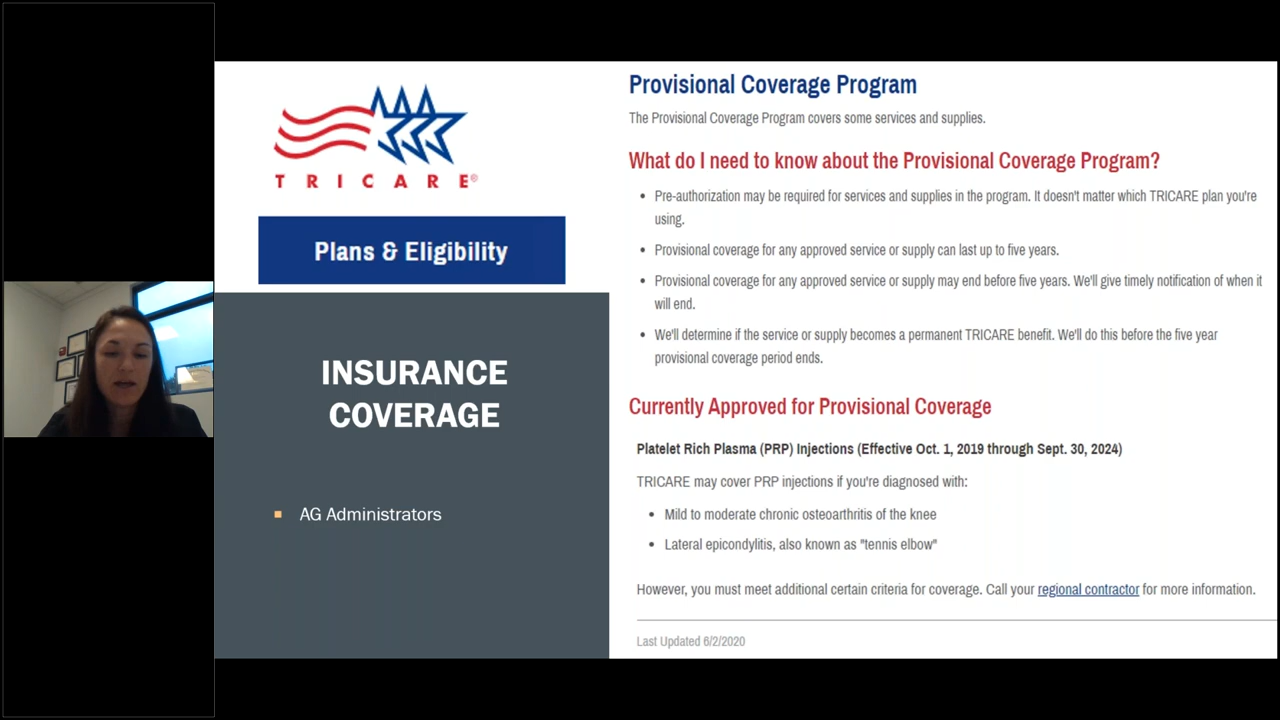 TRICARE®
Plans & Eligibility
INSURANCE
COVERAGE
AG Administrators
Provisional Coverage Program
The Provisional Coverage Program covers some services and supplies.
What do I need to know about the Provisional Coverage Program?
Pre-authorization may be required for services and supplies in the program. It doesn't matter which TRICARE plan you're
using.
Provisional coverage for any approved service or supply can last up to five years.
Provisional coverage for any approved service or supply may end before five years. We'll give timely notification of when it
will end.
We'll determine if the service or supply becomes a permanent TRICARE benefit. We'll do this before the five year
provisional coverage period ends.
Currently Approved for Provisional Coverage
Platelet Rich Plasma (PRP) Injections (Effective Oct. 1, 2019 through Sept. 30, 2024)
TRICARE may cover PRP injections if you're diagnosed with:
Mild to moderate chronic osteoarthritis of the knee
Lateral epicondylitis, also known as "tennis elbow"
However, you must meet additional certain criteria for coverage. Call your regional contractor for more information.
Last Updated 6/2/2020